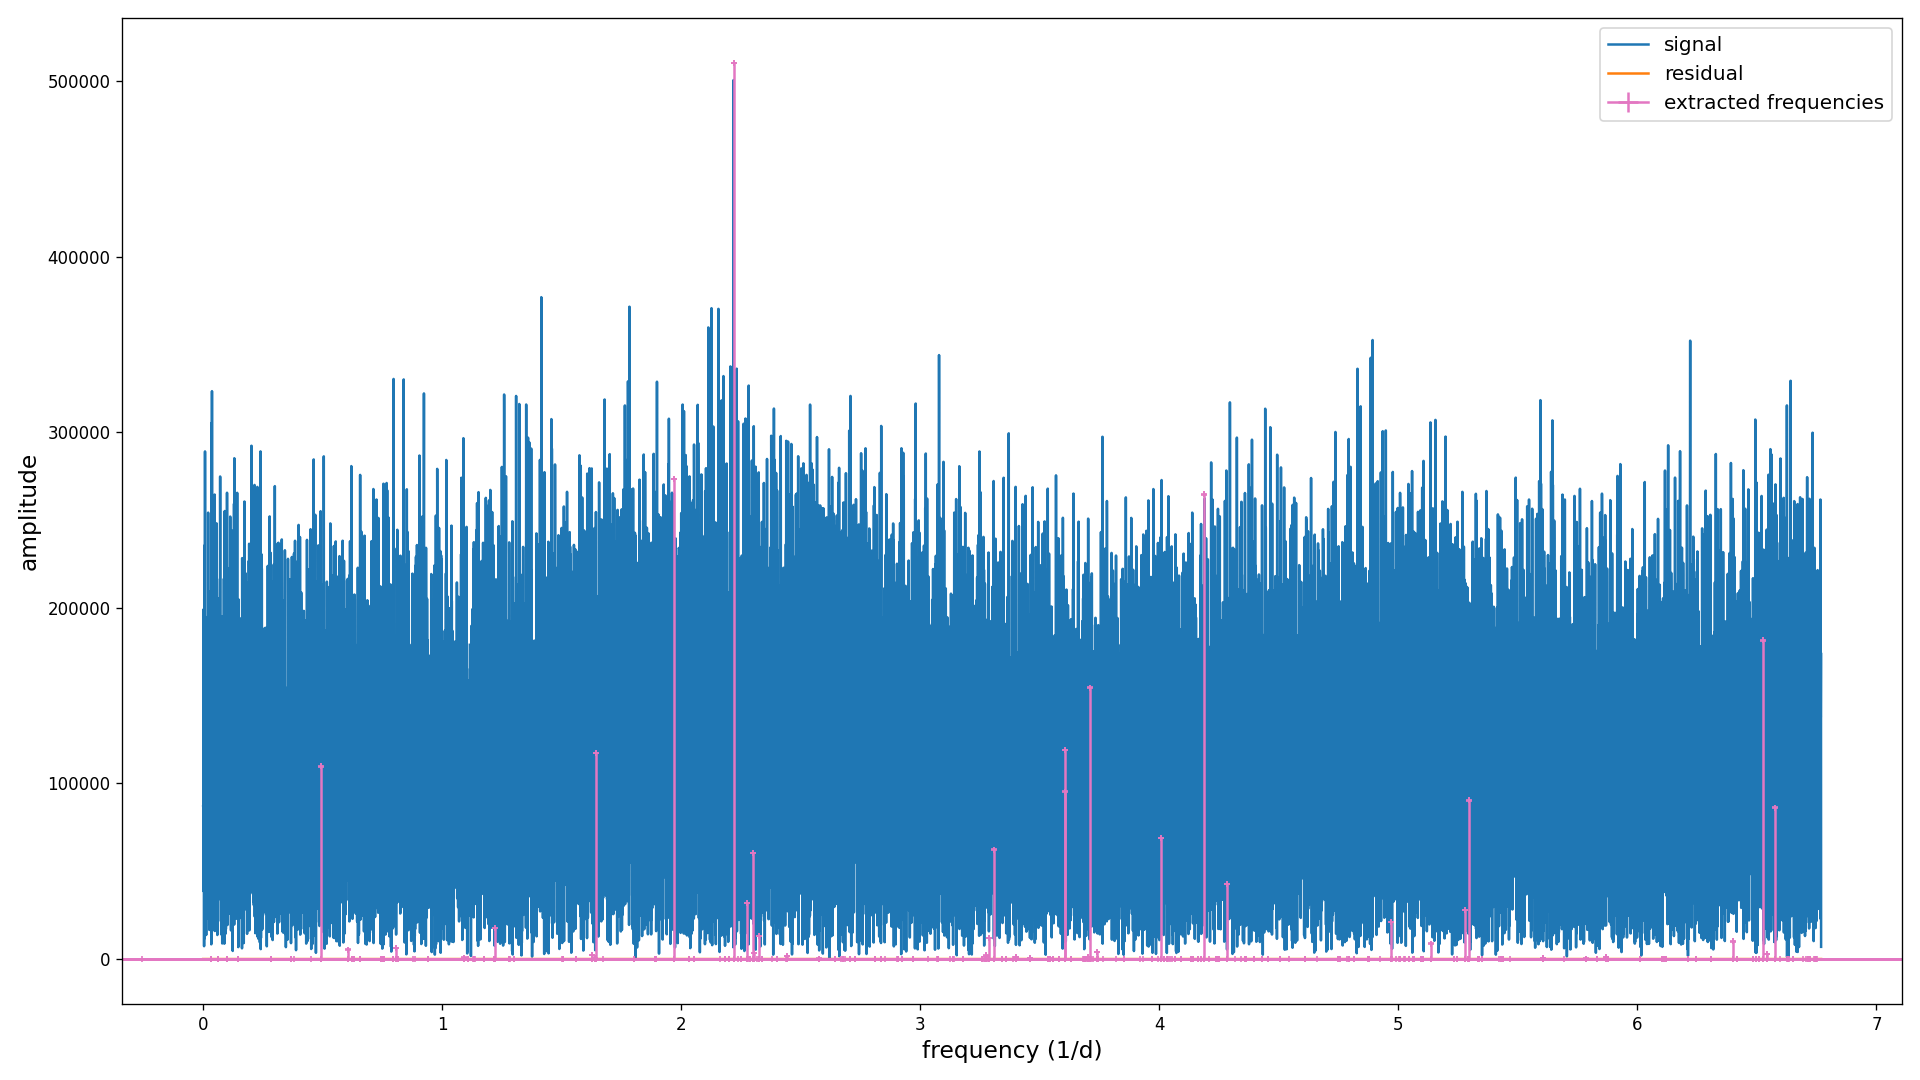 signal
residual
extracted frequencies
500000
400000
300000
200000
100000
0
amplitude
0 1 2 3 4 5 6 7
frequency (1/d)